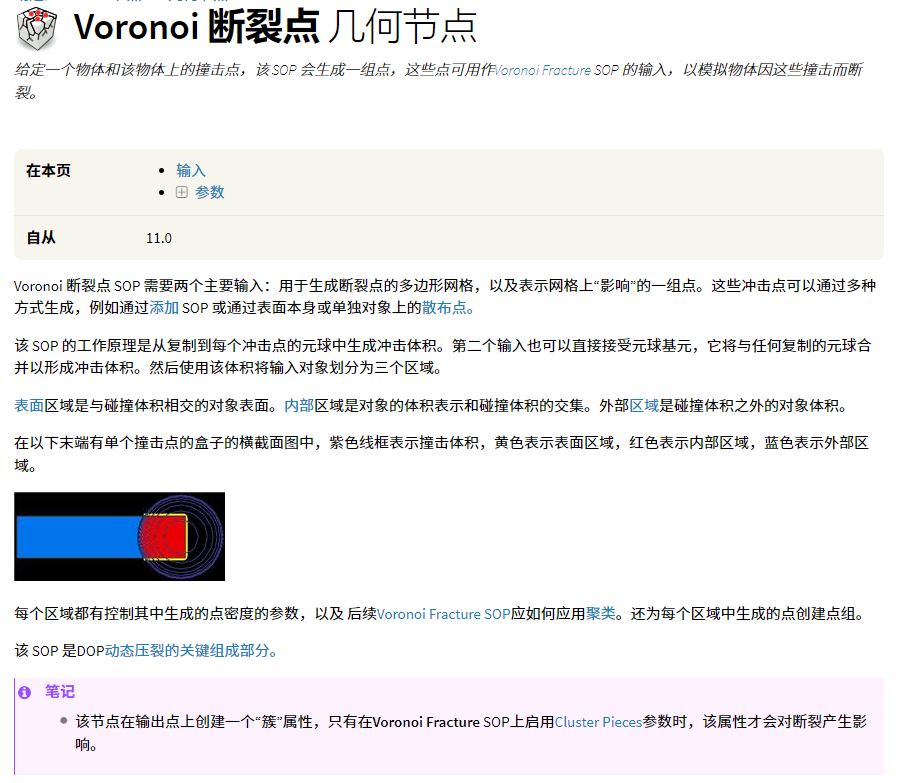 Voronoi 断裂点 几何节点
给定一个物体和该物体上的撞击点，该 SOP 会生成一组点，这些点可用作Voronoi Fracture SOP 的输入，以模拟物体因这些撞击而断
裂。
在本页
输入
参数
自从 11.0
Voronoi 断裂点 SOP 需要两个主要输入：用于生成断裂点的多边形网格，以及表示网格上“影响”的一组点。这些冲击点可以通过多种
方式生成，例如通过添加 SOP 或通过表面本身或单独对象上的散布点。
该 SOP 的工作原理是从复制到每个冲击点的元球中生成冲击体积。第二个输入也可以直接接受元球基元，它将与任何复制的元球合
并以形成冲击体积。然后使用该体积将输入对象划分为三个区域。
表面区域是与碰撞体积相交的对象表面。内部区域是对象的体积表示和碰撞体积的交集。外部区域是碰撞体积之外的对象体积。
在以下末端有单个撞击点的盒子的横截面图中，紫色线框表示撞击体积，黄色表示表面区域，红色表示内部区域，蓝色表示外部区
域。
每个区域都有控制其中生成的点密度的参数，以及 后续Voronoi Fracture SOP应如何应用聚类。还为每个区域中生成的点创建点组。
该 SOP 是DOP动态压裂的关键组成部分。
笔记
该节点在输出点上创建一个“簇”属性，只有在Voronoi Fracture SOP上启用Cluster Pieces参数时，该属性才会对断裂产生影
响。